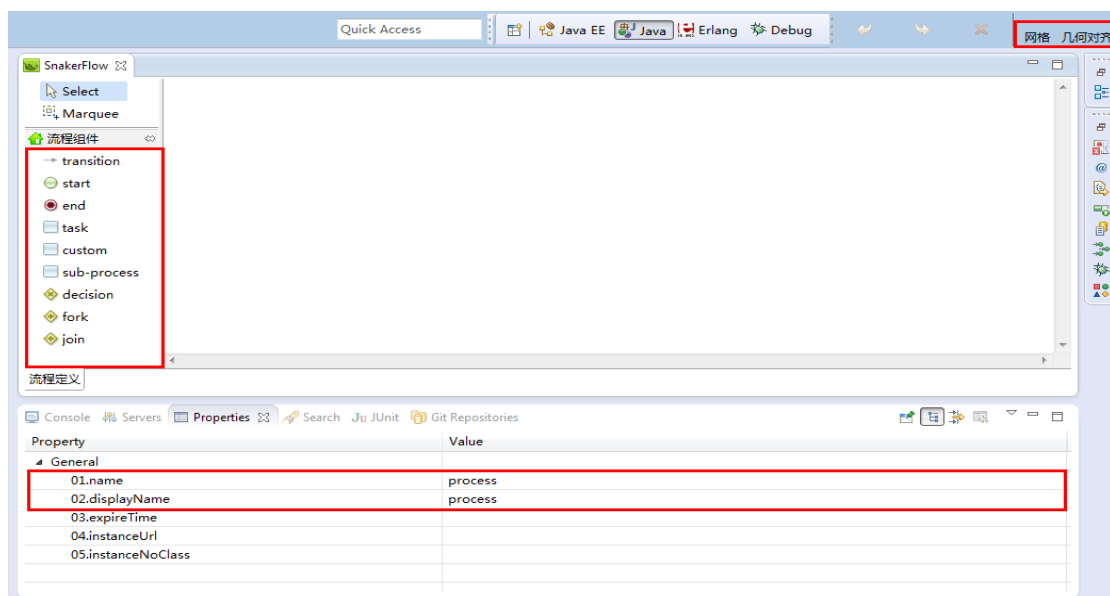 Quick Access
Java EE Java Erlang Debug
网格 几何对齐
SnakerFlow
Select
Marquee
流程组件
transition
start
end
task
custom
sub-process
decision
fork
join
流程定义
Console Servers Properties Search Ju JUnit Git Repositories
Property Value
General
01.name process
02.displayName process
03.expireTime
04.instanceUrl
05.instanceNoClass